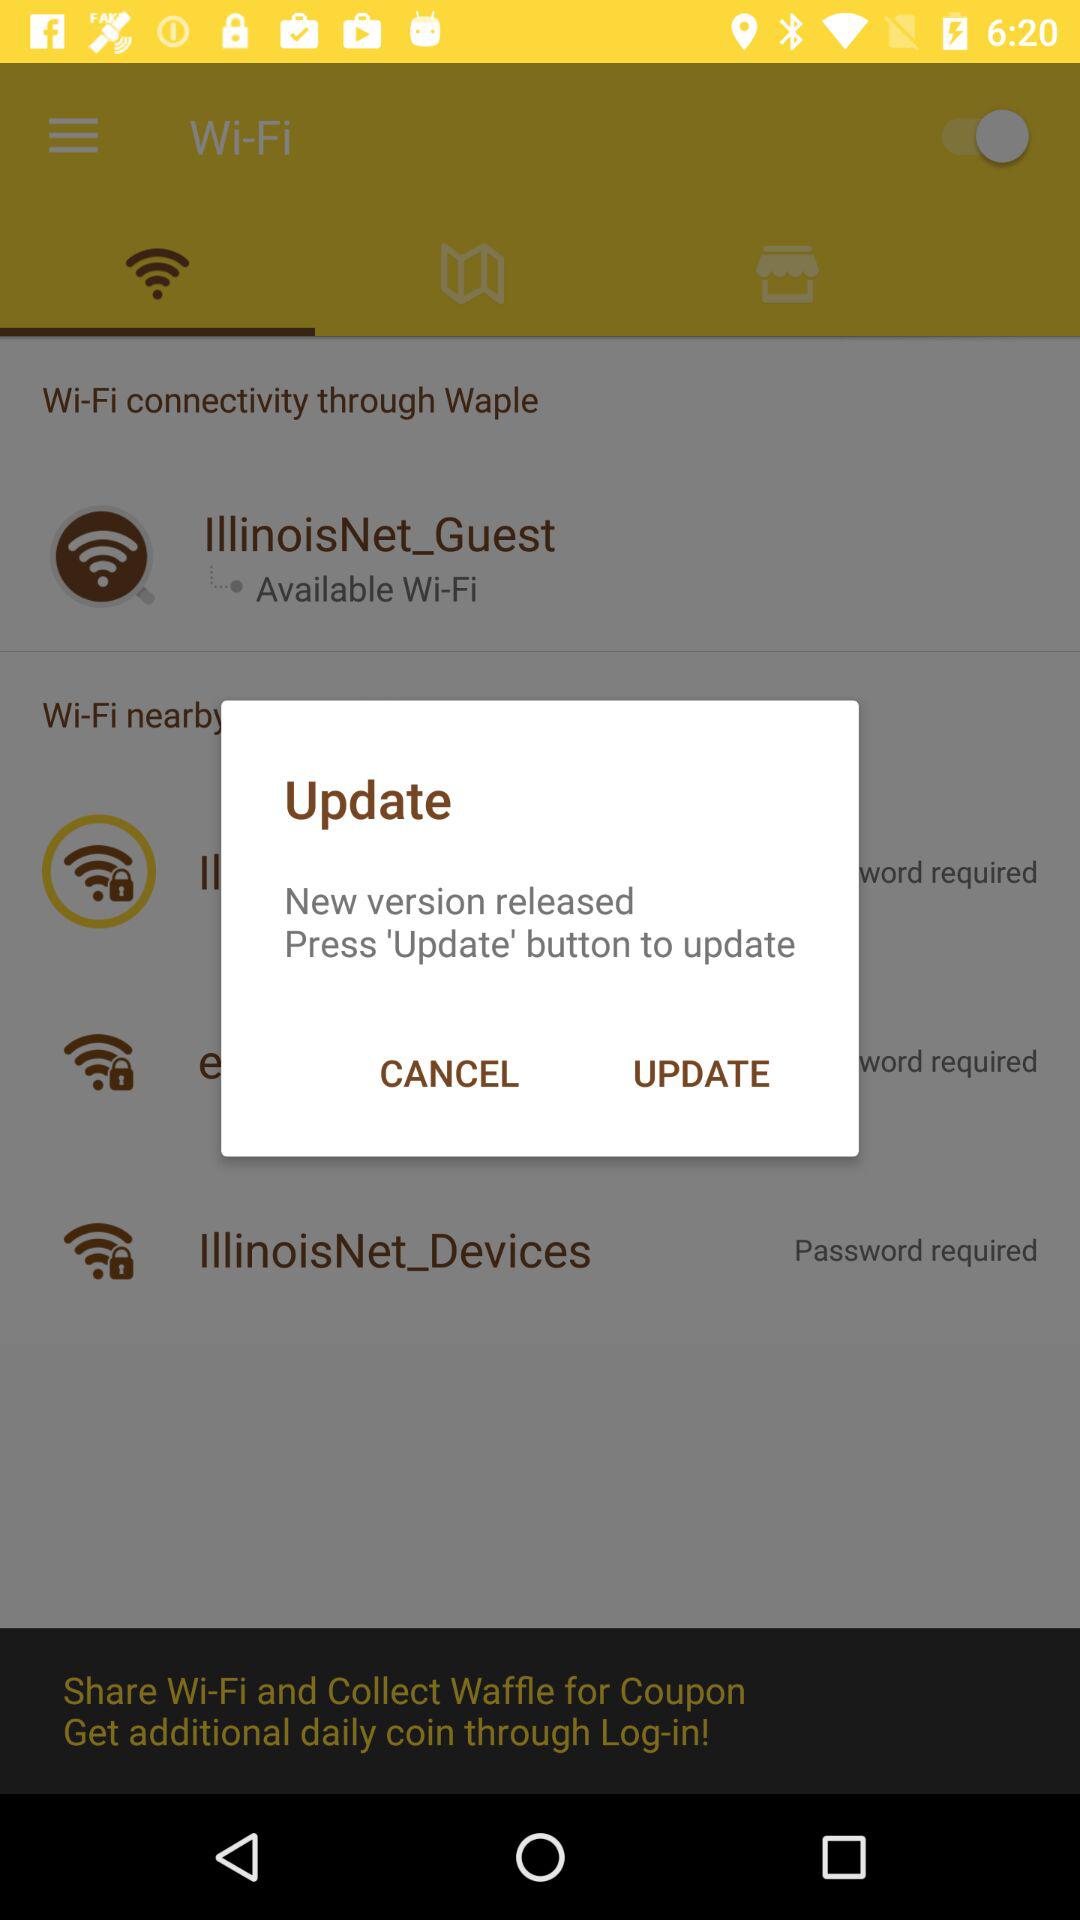 FAKE
6:20
Wi-Fi
Wi-Fi connectivity through Waple
IllinoisNet_Guest
Available Wi-Fi
Wi-Fi nearby
Update
Il
word required
New version released
Press 'Update' button to update
e
CANCEL
UPDATE
word required
IllinoisNet_Devices
Password required
Share Wi-Fi and Collect Waffle for Coupon
Get additional daily coin through Log-in!